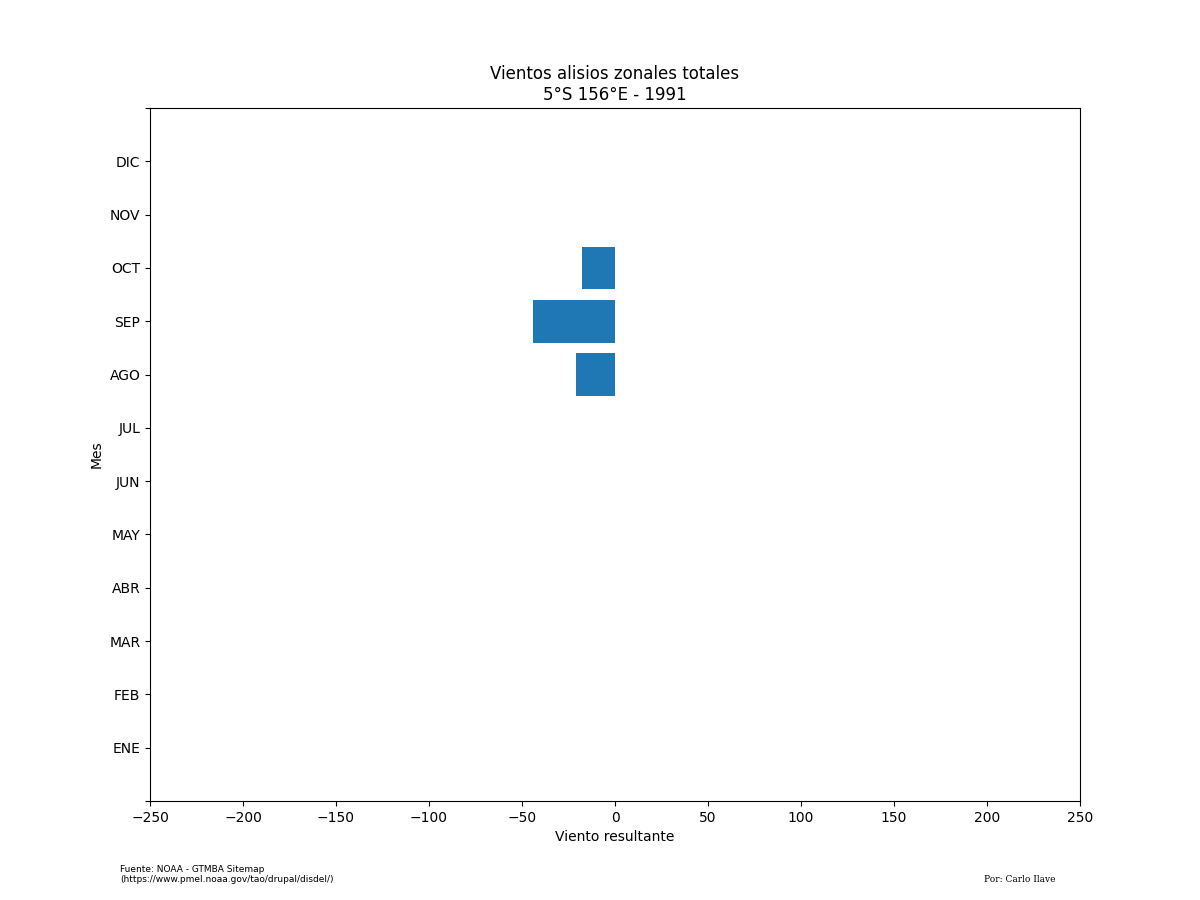 Vientos alisios zonales totales
5°S 156°E - 1991
DIC
NOV
OCT
SEP
AGO
JUL
JUN
MAY
ABR
MAR
FEB
ENE
Mes
−250 −200 −150 −100 −50 0 50 100 150 200 250
Viento resultante
Fuente: NOAA - GTMBA Sitemap
(https://www.pmel.noaa.gov/tao/drupal/disdel/)
Por: Carlo Ilave